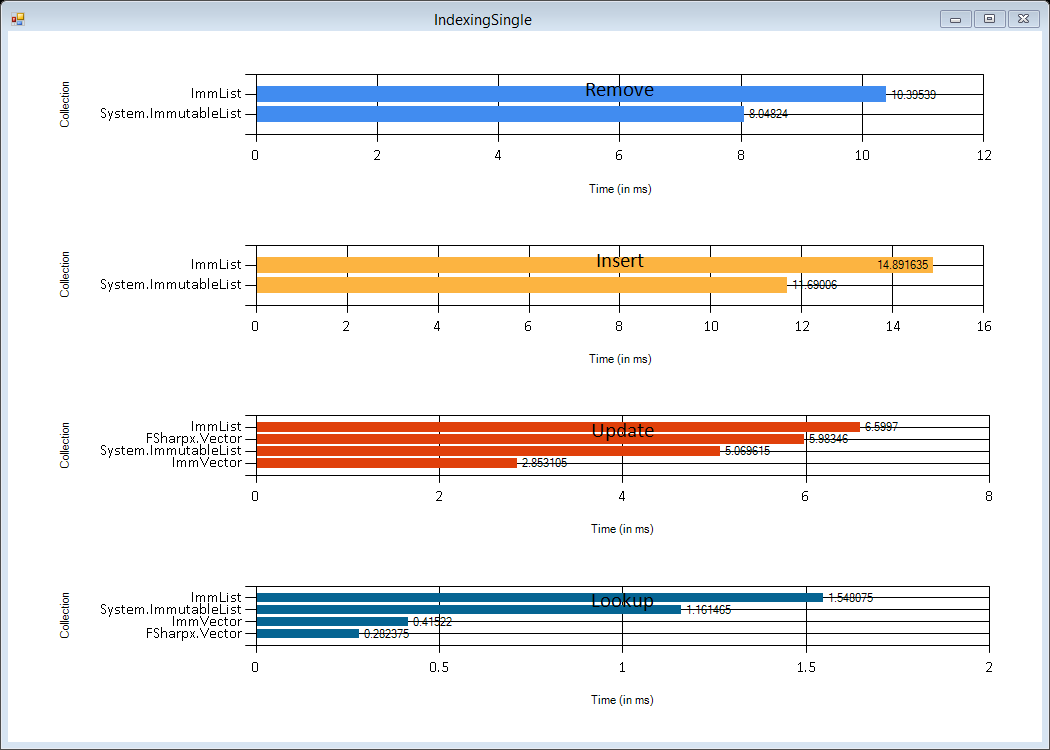 IndexingSingle
Remove
Collection
ImmList 10.39539
System.ImmutableList 8.04824
0 2 4 6 8 10 12
Time (in ms)
Insert
Collection
ImmList 14.891635
System.ImmutableList 11.69006
0 2 4 6 8 10 12 14 16
Time (in ms)
Update
Collection
ImmList 6.5997
FSharpx.Vector 5.98346
System.ImmutableList 5.069615
ImmVector 2.853105
0 2 4 6 8
Time (in ms)
Lookup
Collection
ImmList 1.548075
System.ImmutableList 1.161465
ImmVector 0.41522
FSharpx.Vector 0.282375
0 0.5 1 1.5 2
Time (in ms)